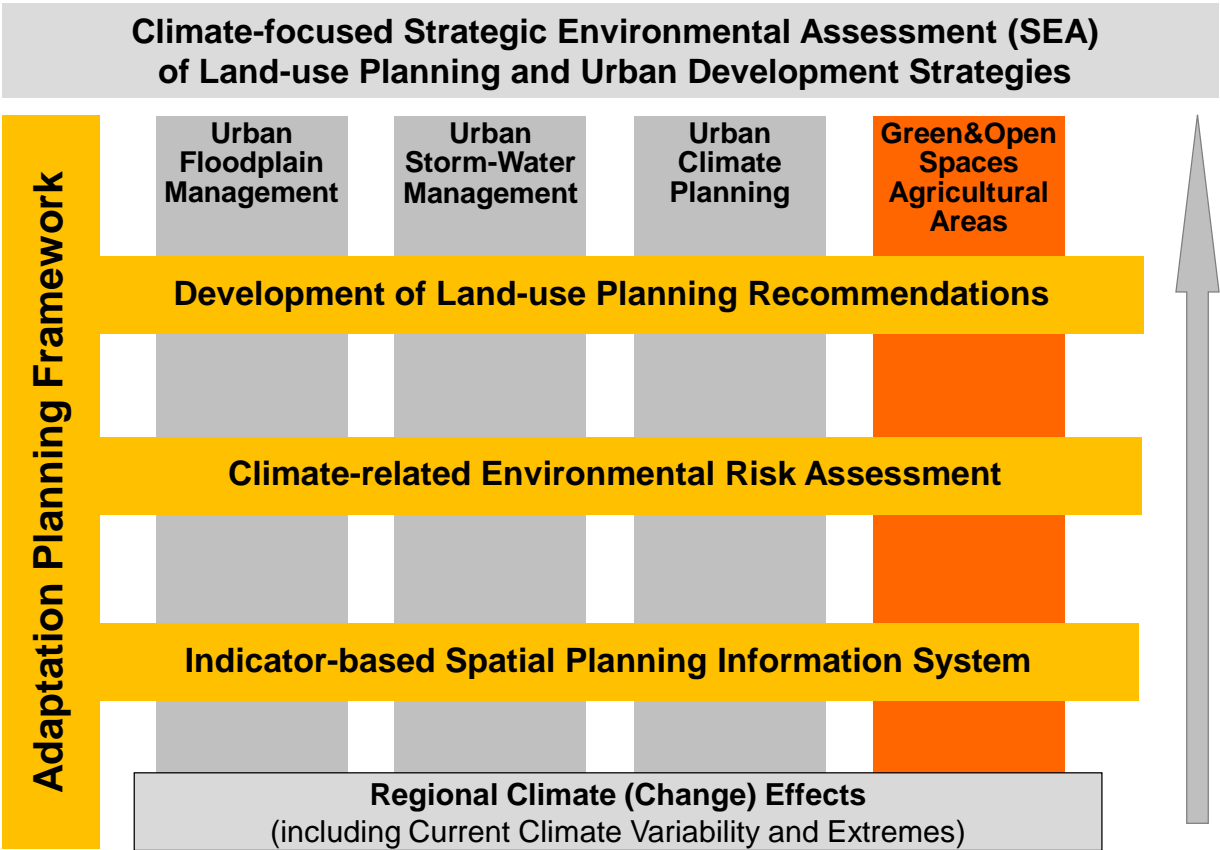 Climate-focused Strategic Environmental Assessment (SEA)
of Land-use Planning and Urban Development Strategies
Adaptation Planning Framework
Urban
Floodplain
Management
Urban
Storm-Water
Management
Urban
Climate
Planning
Green&Open
Spaces
Agricultural
Areas
Development of Land-use Planning Recommendations
Climate-related Environmental Risk Assessment
Indicator-based Spatial Planning Information System
Regional Climate (Change) Effects
(including Current Climate Variability and Extremes)